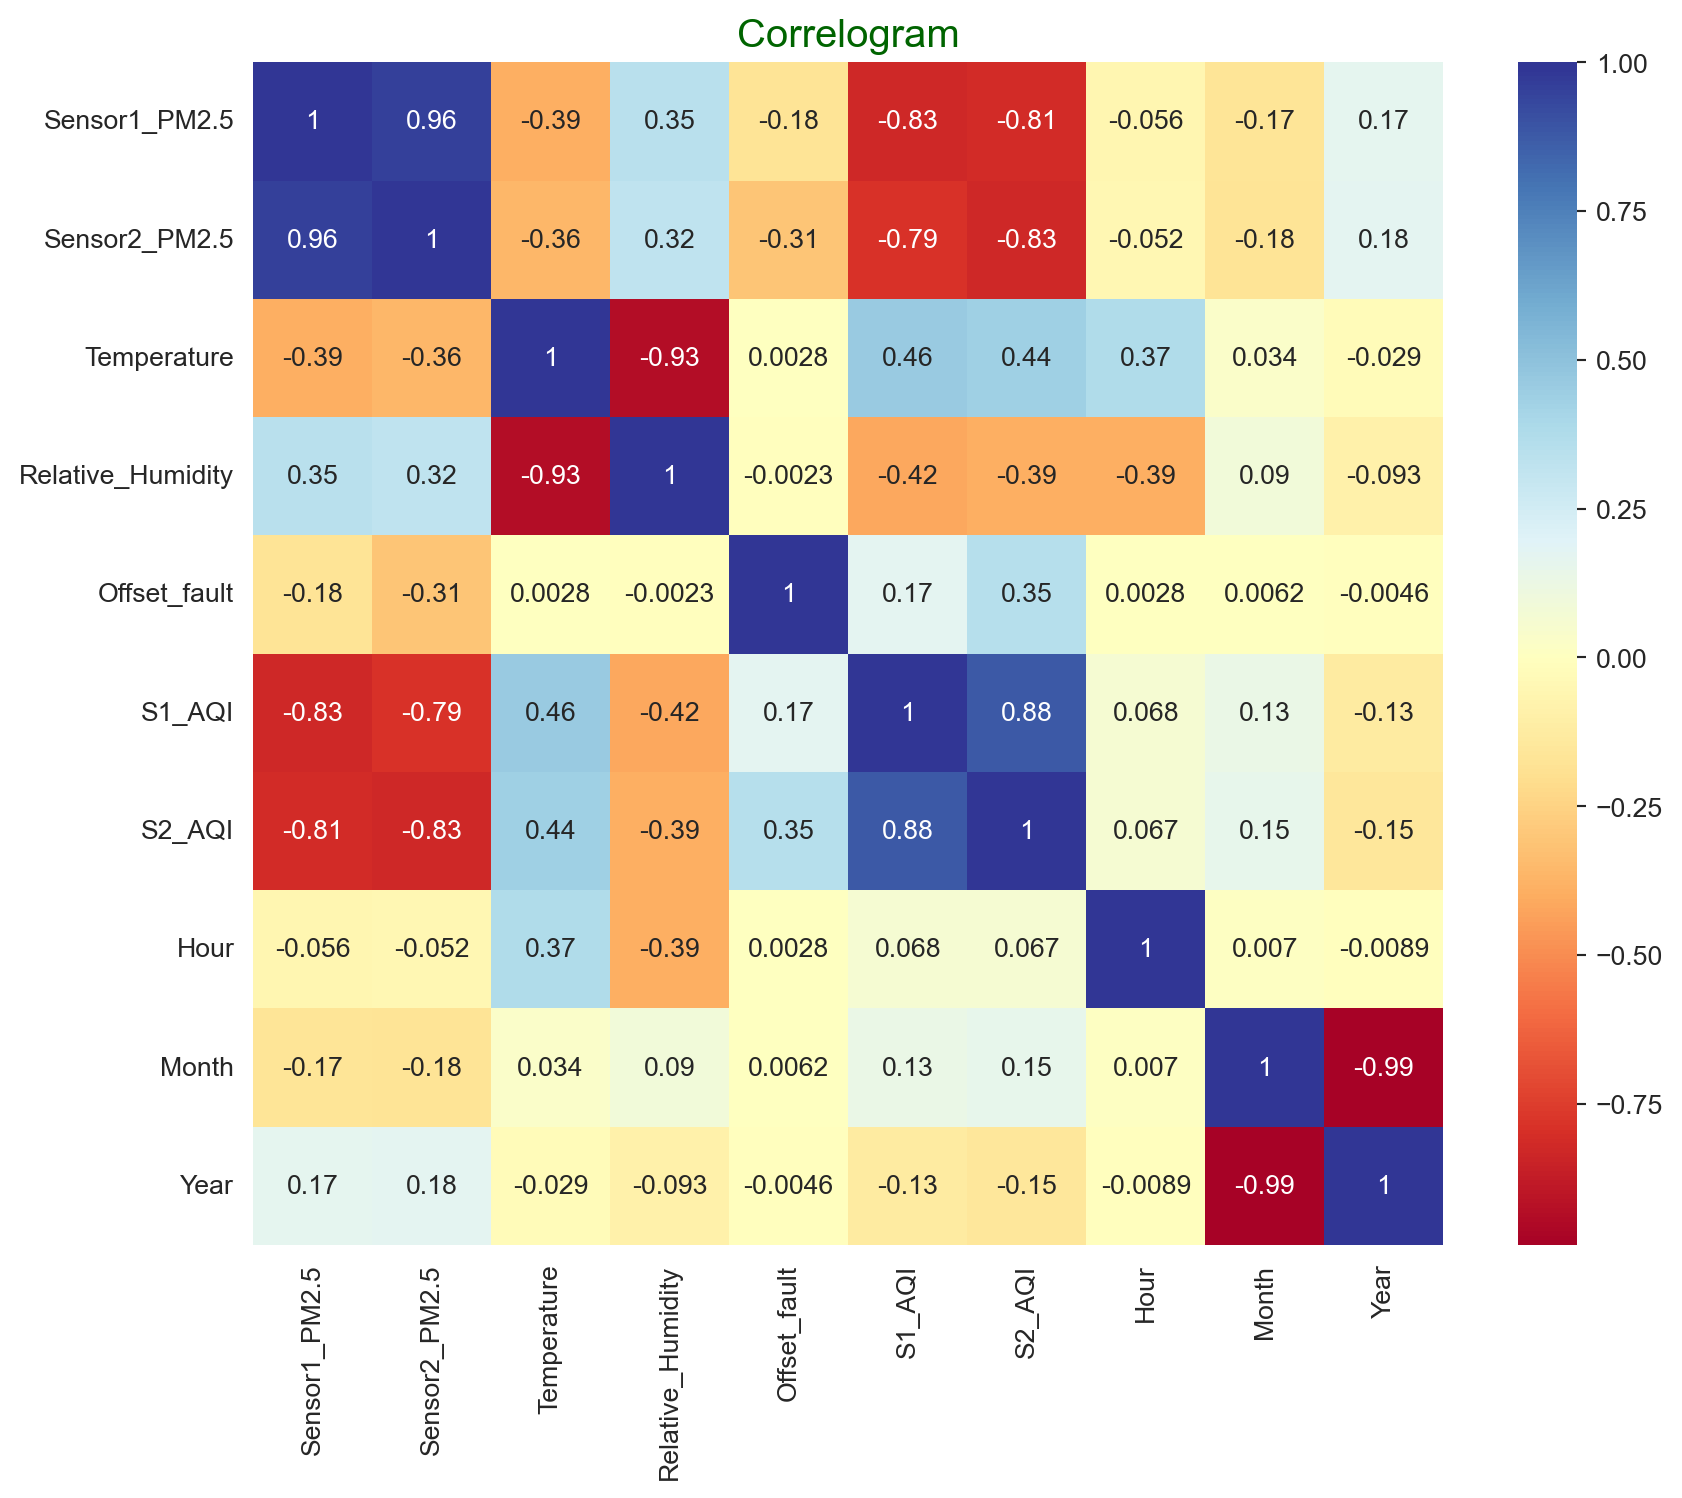 Correlogram
Sensor1_PM2.5 1 0.96 -0.39 0.35 -0.18 -0.83 -0.81 -0.056 -0.17 0.17
Sensor2_PM2.5 0.96 1 -0.36 0.32 -0.31 -0.79 -0.83 -0.052 -0.18 0.18
Temperature -0.39 -0.36 1 -0.93 0.0028 0.46 0.44 0.37 0.034 -0.029
Relative_Humidity 0.35 0.32 -0.93 1 -0.0023 -0.42 -0.39 -0.39 0.09 -0.093
Offset_fault -0.18 -0.31 0.0028 -0.0023 1 0.17 0.35 0.0028 0.0062 -0.0046
S1_AQI -0.83 -0.79 0.46 -0.42 0.17 1 0.88 0.068 0.13 -0.13
S2_AQI -0.81 -0.83 0.44 -0.39 0.35 0.88 1 0.067 0.15 -0.15
Hour -0.056 -0.052 0.37 -0.39 0.0028 0.068 0.067 1 0.007 -0.0089
Month -0.17 -0.18 0.034 0.09 0.0062 0.13 0.15 0.007 1 -0.99
Year 0.17 0.18 -0.029 -0.093 -0.0046 -0.13 -0.15 -0.0089 -0.99 1
Sensor1_PM2.5
Sensor2_PM2.5
Temperature
Relative_Humidity
Offset_fault
S1_AQI
S2_AQI
Hour
Month
Year
1.00
0.75
0.50
0.25
0.00
−0.25
−0.50
−0.75